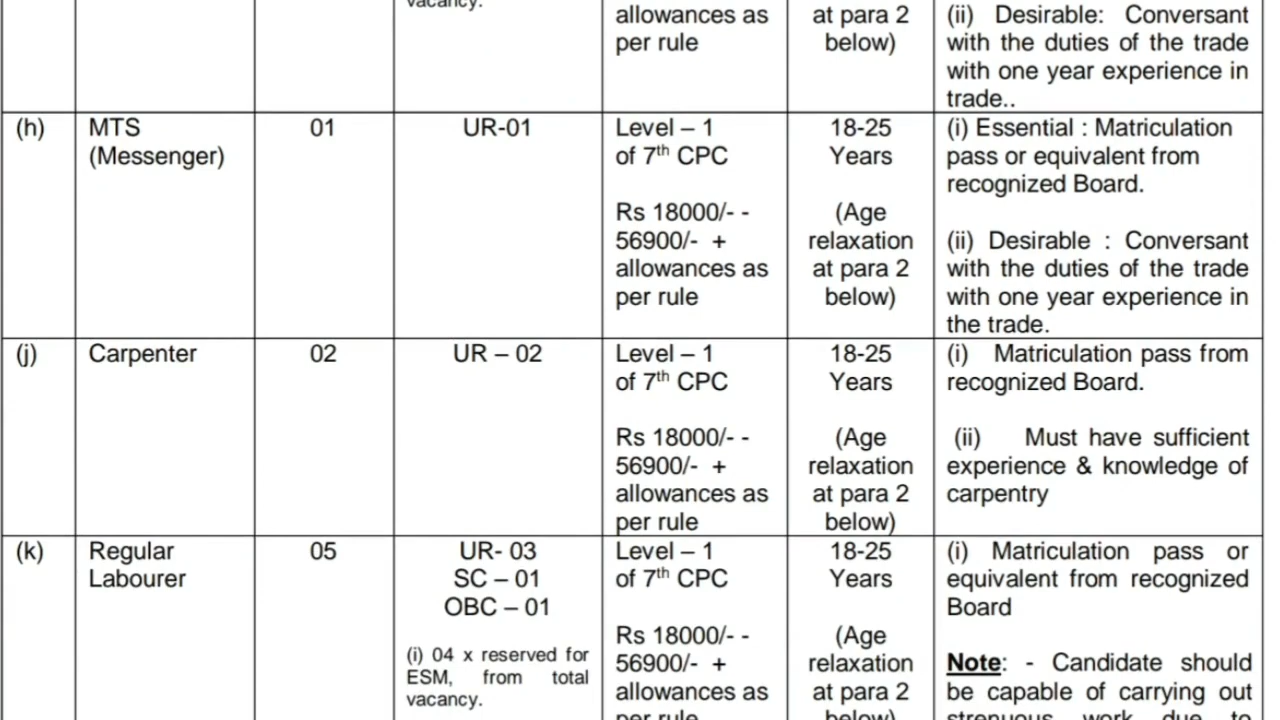 vacancy.
allowances as
per rule
at para 2
below)
(ii) Desirable: Conversant
with the duties of the trade
with one year experience in
trade..
(h)
MTS
(Messenger)
01
UR-01
Level – 1
of 7th CPC
Rs 18000/- -
56900/- +
allowances as
per rule
18-25
Years
(Age
relaxation
at para 2
below)
(i) Essential : Matriculation
pass or equivalent from
recognized Board.
(ii) Desirable : Conversant
with the duties of the trade
with one year experience in
the trade.
(j)
Carpenter
02
UR – 02
Level – 1
of 7th CPC
Rs 18000/- -
56900/- +
allowances as
per rule
18-25
Years
(Age
relaxation
at para 2
below)
(i) Matriculation pass from
recognized Board.
(ii) Must have sufficient
experience & knowledge of
carpentry
(k)
Regular
Labourer
05
UR- 03
SC – 01
OBC – 01
(i) 04 x reserved for
ESM, from total
vacancy.
Level – 1
of 7th CPC
Rs 18000/- -
56900/- +
allowances as
per rule
18-25
Years
(Age
relaxation
at para 2
below)
(i) Matriculation pass or
equivalent from recognized
Board
Note: - Candidate should
be capable of carrying out
strenuous work due to